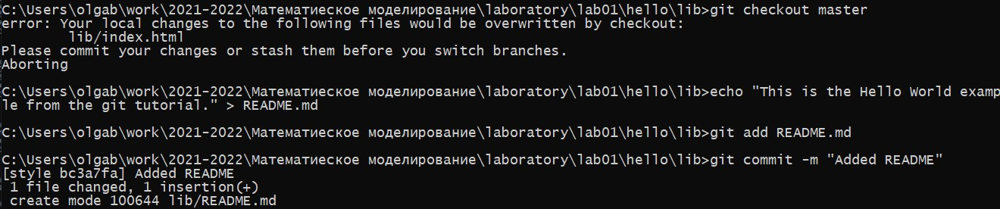 C:\Users\olgab\work\2021-2022\Математиеское моделирование\laboratory\lab01\hello\lib>git checkout master
error: Your local changes to the following files would be overwritten by checkout:
        lib/index.html
Please commit your changes or stash them before you switch branches.
Aborting
C:\Users\olgab\work\2021-2022\Математиеское моделирование\laboratory\lab01\hello\lib>echo "This is the Hello World examp
le from the git tutorial." > README.md
C:\Users\olgab\work\2021-2022\Математиеское моделирование\laboratory\lab01\hello\lib>git add README.md
C:\Users\olgab\work\2021-2022\Математиеское моделирование\laboratory\lab01\hello\lib>git commit -m "Added README"
[style bc3a7fa] Added README
 1 file changed, 1 insertion(+)
 create mode 100644 lib/README.md